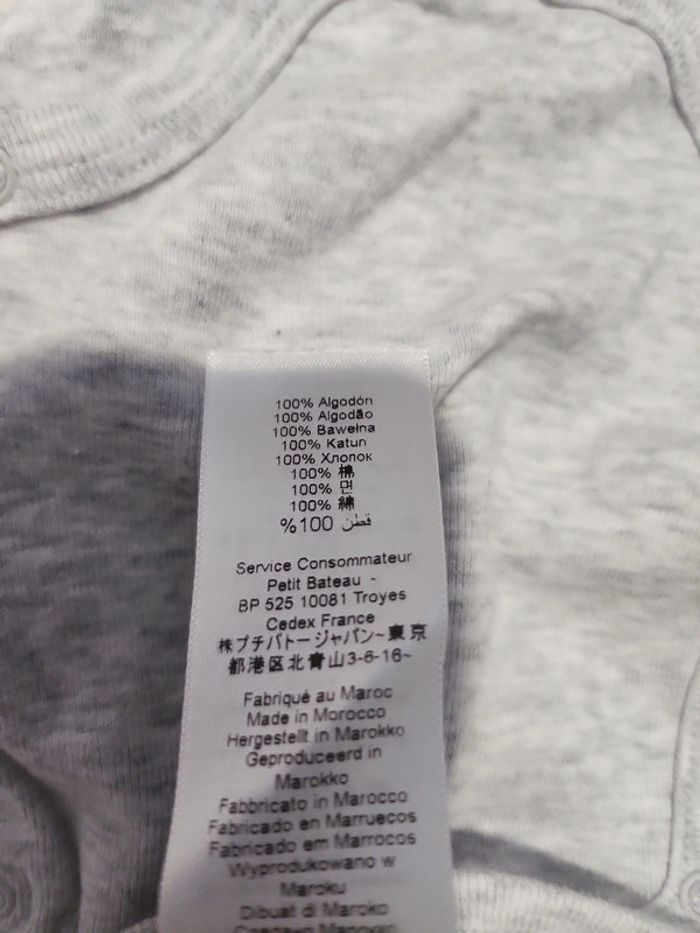 100% Algodón
100% Algodão
100% Bawełna
100% Katun
100% Хлопок
100% 棉
100% 면
100% 綿
%100 قطن
Service Consommateur
Petit Bateau -
BP 525 10081 Troyes
Cedex France
㈱プチバトージャパン~東京
都港区北青山3-6-16~
Fabriqué au Maroc
Made in Morocco
Hergestellt in Marokko
Geproduceerd in
Marokko
Fabbricato in Marocco
Fabricado en Marruecos
Fabricado em Marrocos
Wyprodukowano w
Maroku
Dibuat di Maroko
Сделано Марокко